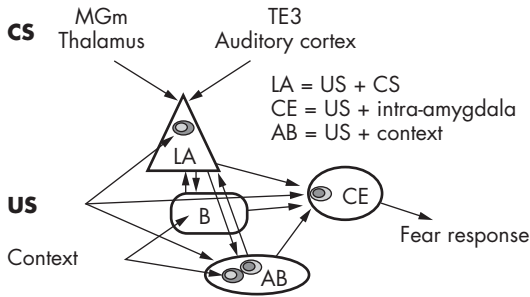 CS
MGm
Thalamus
TE3
Auditory cortex
LA = US + CS
CE = US + intra-amygdala
AB = US + context
LA
US
B
CE
Fear response
Context
AB